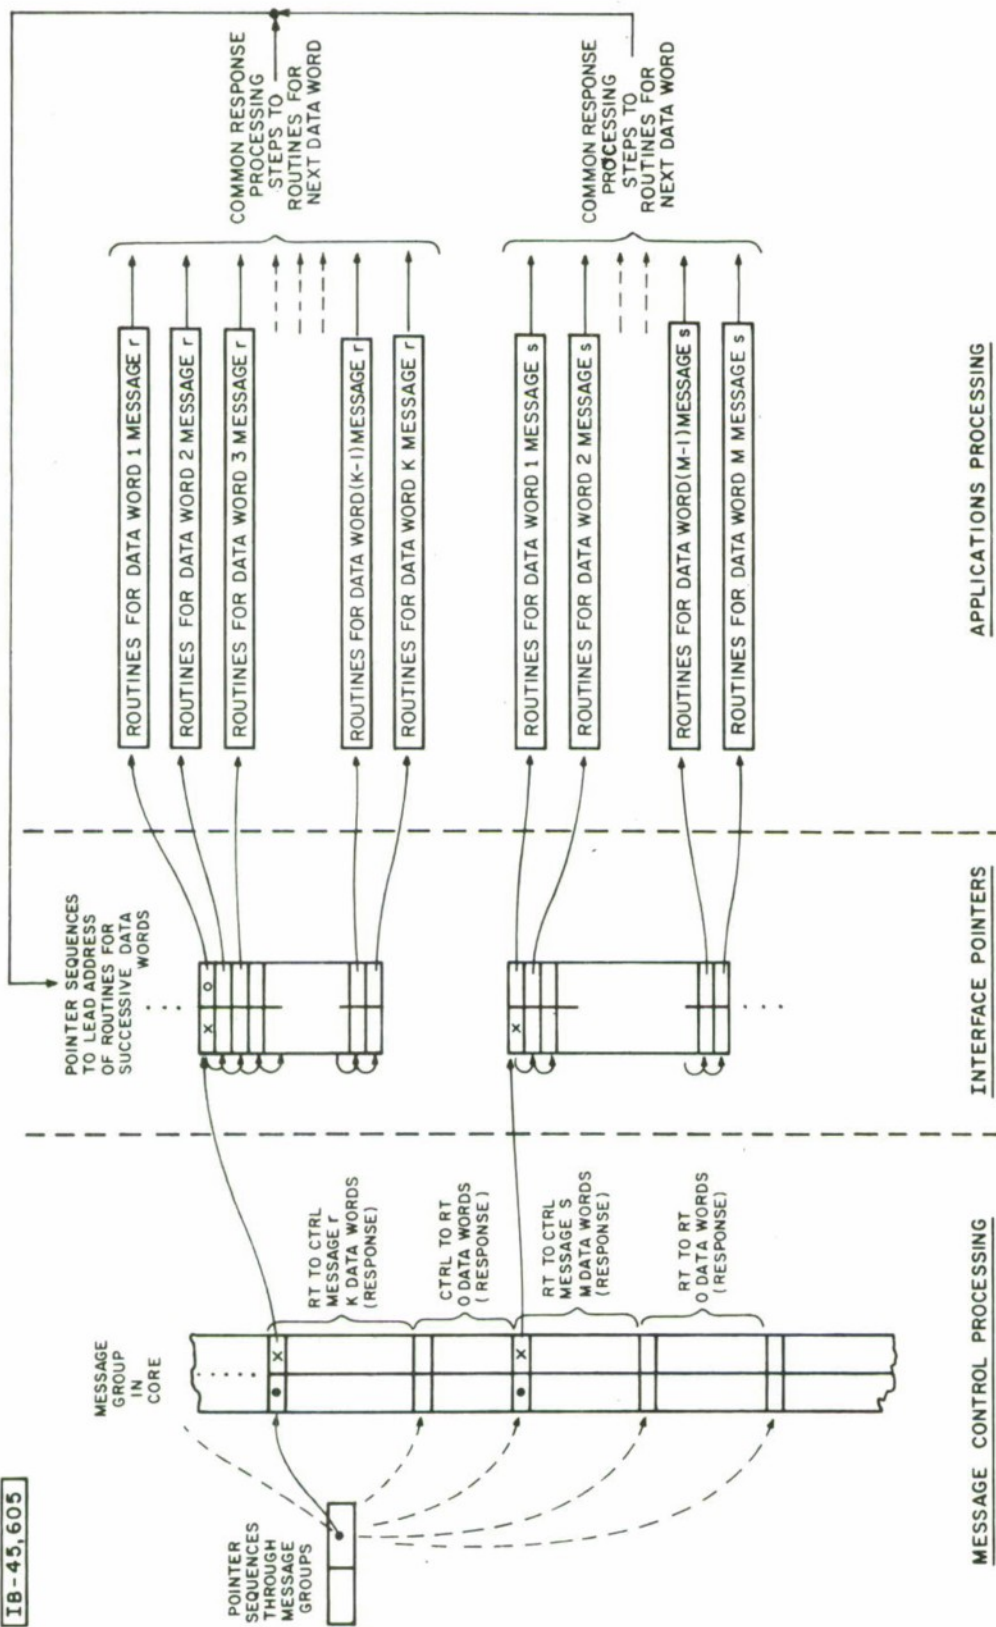 IB-45,605
POINTER
SEQUENCES
THROUGH
MESSAGE
GROUPS
MESSAGE
GROUP
IN
CORE
RT TO CTRL
MESSAGE r
K DATA WORDS
(RESPONSE)
CTRL TO RT
O DATA WORDS
(RESPONSE)
RT TO CTRL
MESSAGE s
M DATA WORDS
(RESPONSE)
RT TO RT
O DATA WORDS
(RESPONSE)
MESSAGE CONTROL PROCESSING
POINTER SEQUENCES
TO LEAD ADDRESS
OF ROUTINES FOR
SUCCESSIVE DATA
WORDS
X O
X
X
X
INTERFACE POINTERS
ROUTINES FOR DATA WORD 1 MESSAGE r
ROUTINES FOR DATA WORD 2 MESSAGE r
ROUTINES FOR DATA WORD 3 MESSAGE r
ROUTINES FOR DATA WORD (K-1) MESSAGE r
ROUTINES FOR DATA WORD K MESSAGE r
COMMON RESPONSE
PROCESSING
STEPS TO
ROUTINES FOR
NEXT DATA WORD
ROUTINES FOR DATA WORD 1 MESSAGE s
ROUTINES FOR DATA WORD 2 MESSAGE s
ROUTINES FOR DATA WORD (M-1) MESSAGE s
ROUTINES FOR DATA WORD M MESSAGE s
COMMON RESPONSE
PROCESSING
STEPS TO
ROUTINES FOR
NEXT DATA WORD
APPLICATIONS PROCESSING